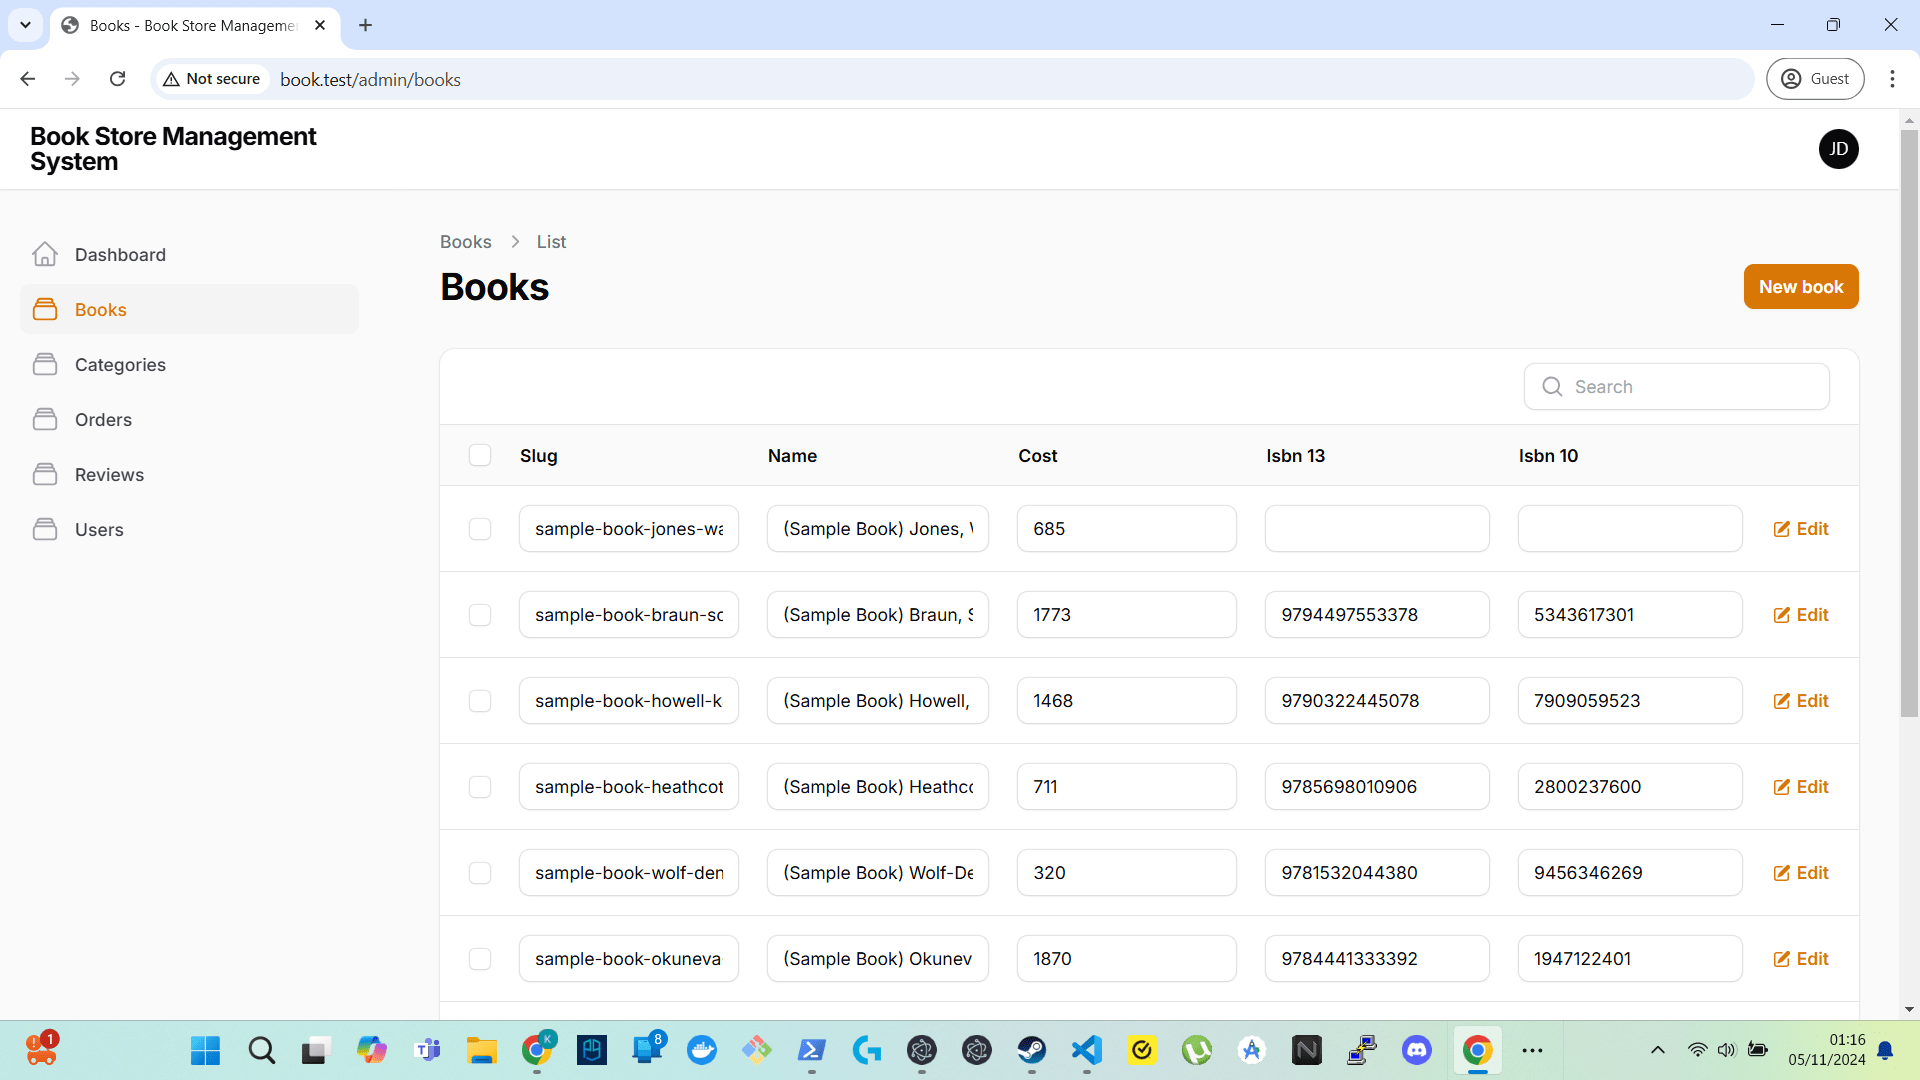 Books - Book Store Manageme
Not secure
book.test/admin/books
Guest
Book Store Management
System
JD
Dashboard
Books
Categories
Orders
Reviews
Users
Books > List
Books
New book
Search
Slug Name Cost Isbn 13 Isbn 10
sample-book-jones-wa (Sample Book) Jones, 685 Edit
sample-book-braun-sc (Sample Book) Braun, S 1773 9794497553378 5343617301 Edit
sample-book-howell-k (Sample Book) Howell, 1468 9790322445078 7909059523 Edit
sample-book-heathcot (Sample Book) Heathco 711 9785698010906 2800237600 Edit
sample-book-wolf-den (Sample Book) Wolf-De 320 9781532044380 9456346269 Edit
sample-book-okuneva (Sample Book) Okunev 1870 9784441333392 1947122401 Edit
1
K
8
01:16
05/11/2024